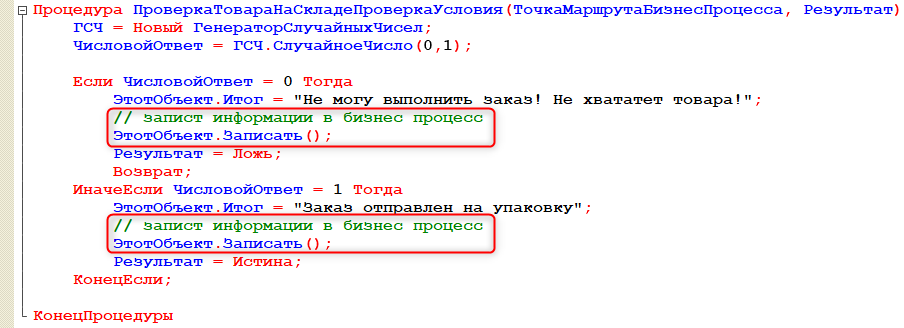 Процедура ПроверкаТовараНаСкладеПроверкаУсловия(ТочкаМаршрутаБизнесПроцесса, Результат)
ГСЧ = Новый ГенераторСлучайныхЧисел;
ЧисловойОтвет = ГСЧ.СлучайноеЧисло(0,1);
Если ЧисловойОтвет = 0 Тогда
ЭтотОбъект.Итог = "Не могу выполнить заказ! Не хвататет товара!";
// запист информации в бизнес процесс
ЭтотОбъект.Записать();
Результат = Ложь;
Возврат;
ИначеЕсли ЧисловойОтвет = 1 Тогда
ЭтотОбъект.Итог = "Заказ отправлен на упаковку";
// запист информации в бизнес процесс
ЭтотОбъект.Записать();
Результат = Истина;
КонецЕсли;
КонецПроцедуры